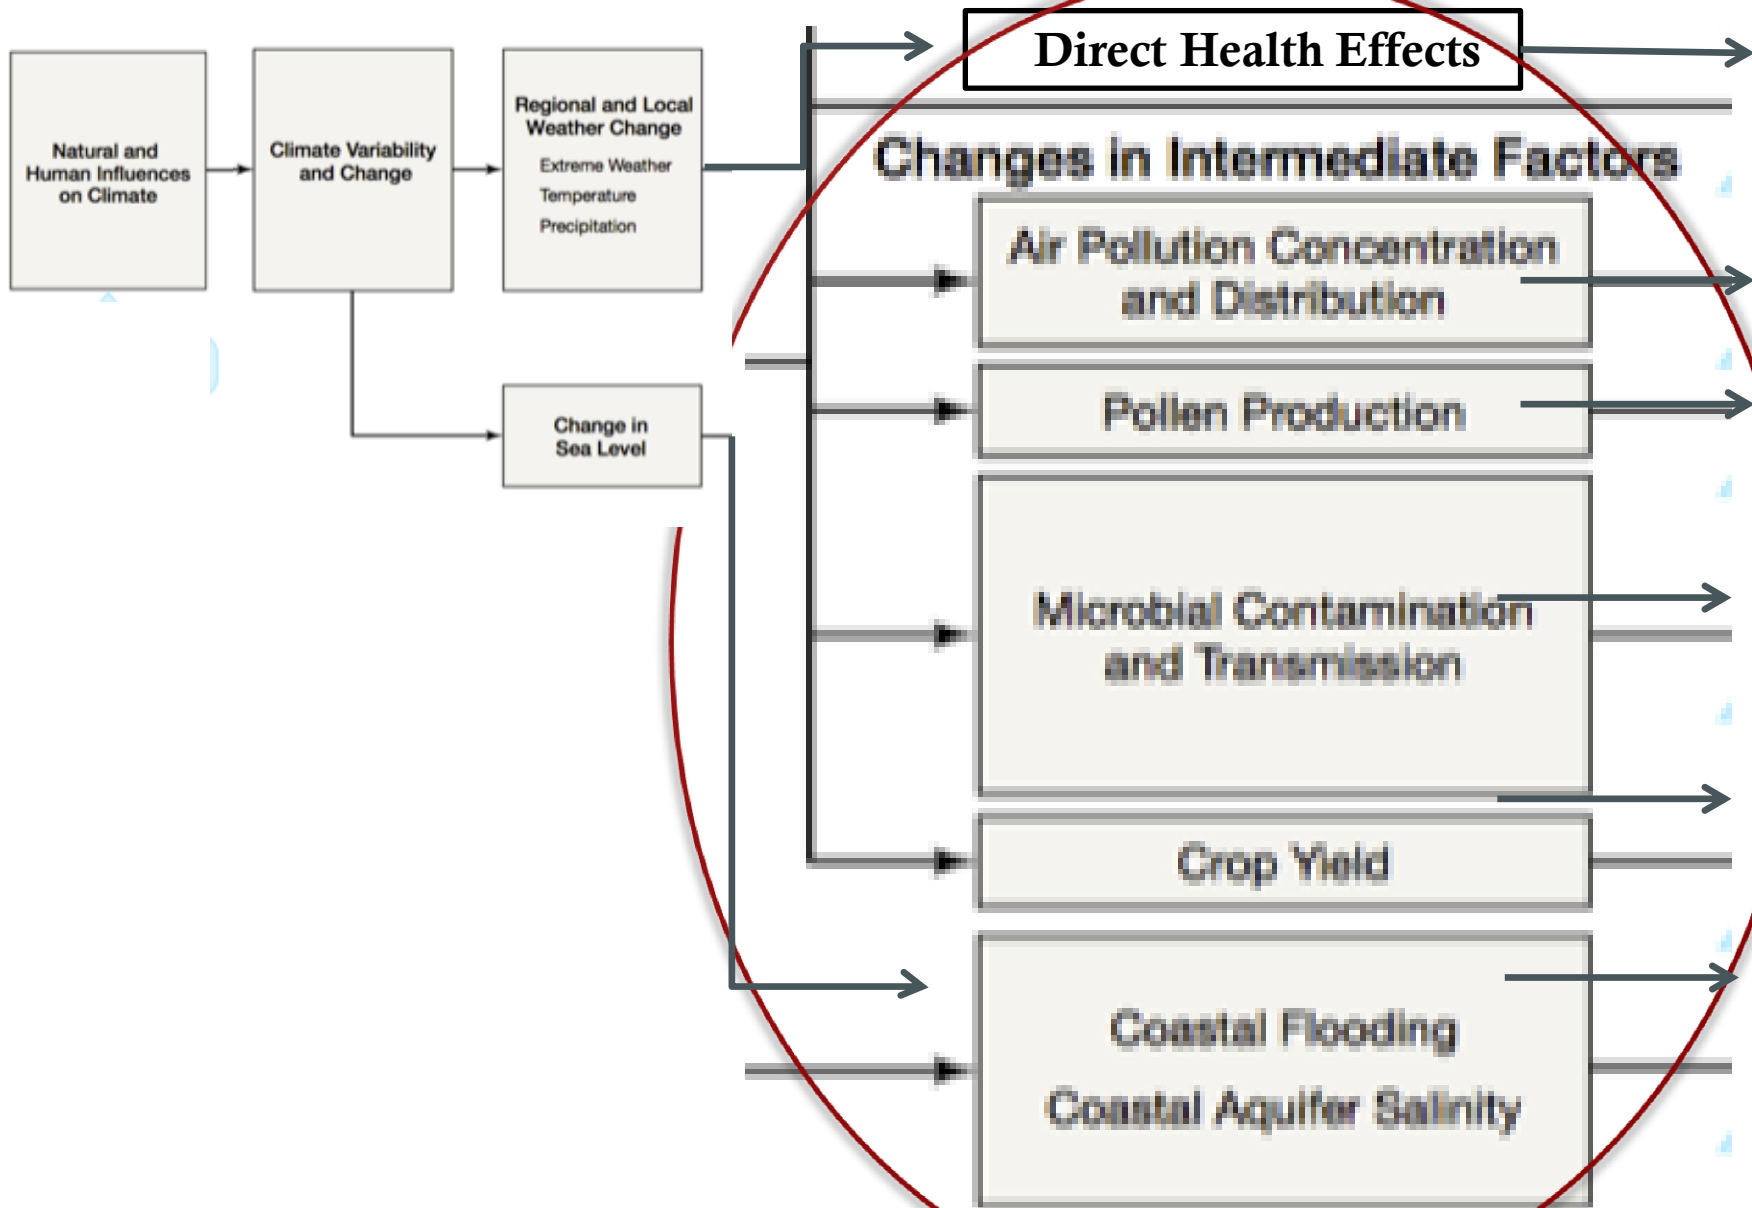 Natural and
Human Influences
on Climate
Climate Variability
and Change
Regional and Local
Weather Change
Extreme Weather
Temperature
Precipitation
Change in
Sea Level
Direct Health Effects
Changes in Intermediate Factors
Air Pollution Concentration
and Distribution
Pollen Production
Microbial Contamination
and Transmission
Crop Yield
Coastal Flooding
Coastal Aquifer Salinity